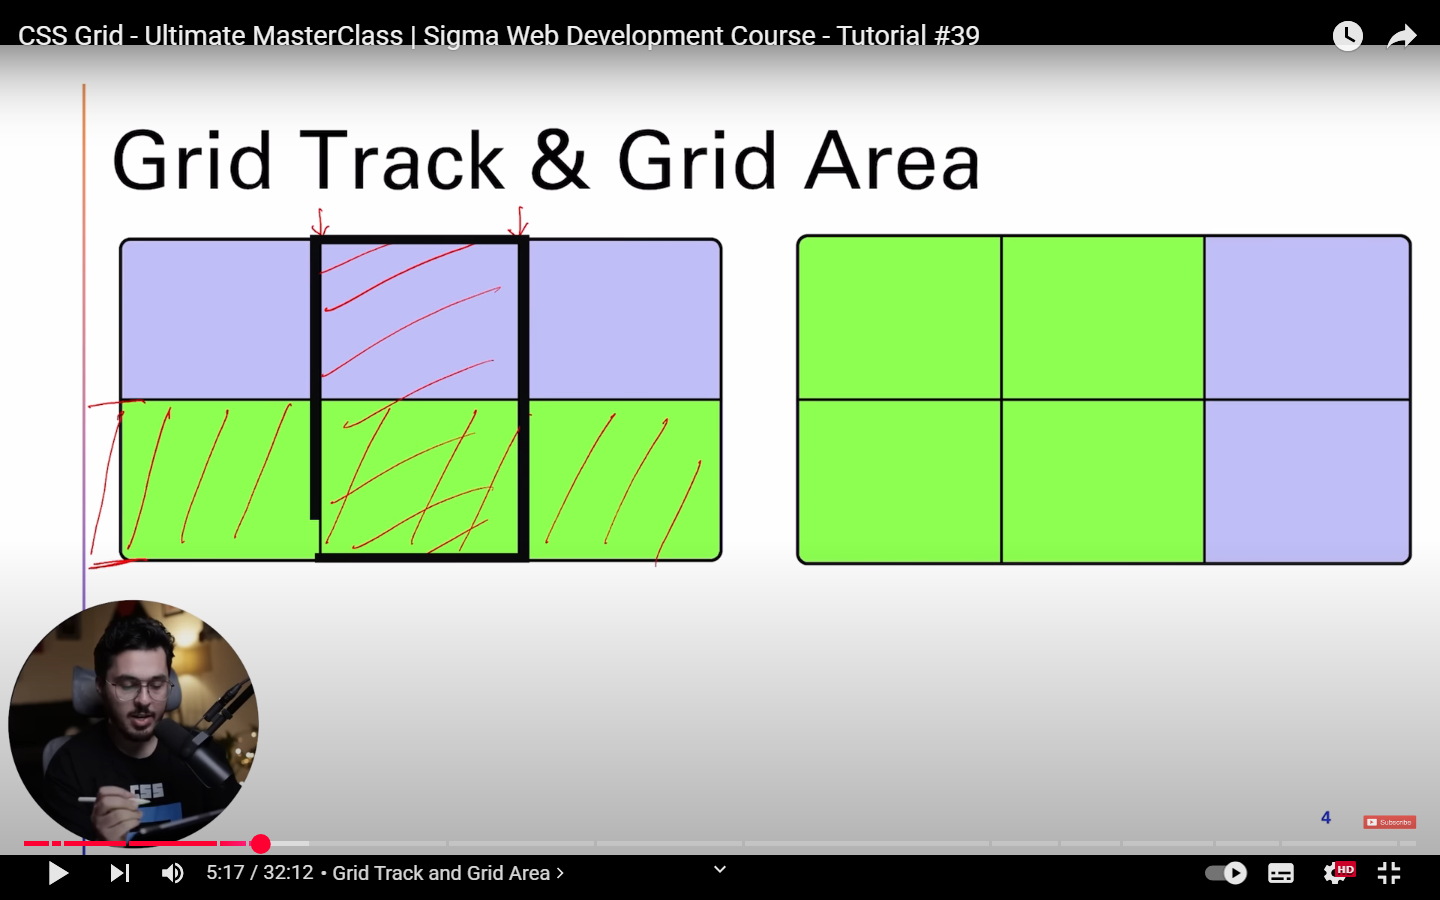 CSS Grid - Ultimate MasterClass | Sigma Web Development Course - Tutorial #39
Grid Track & Grid Area
CSS
4
Subscribe
5:17 / 32:12 • Grid Track and Grid Area >
HD